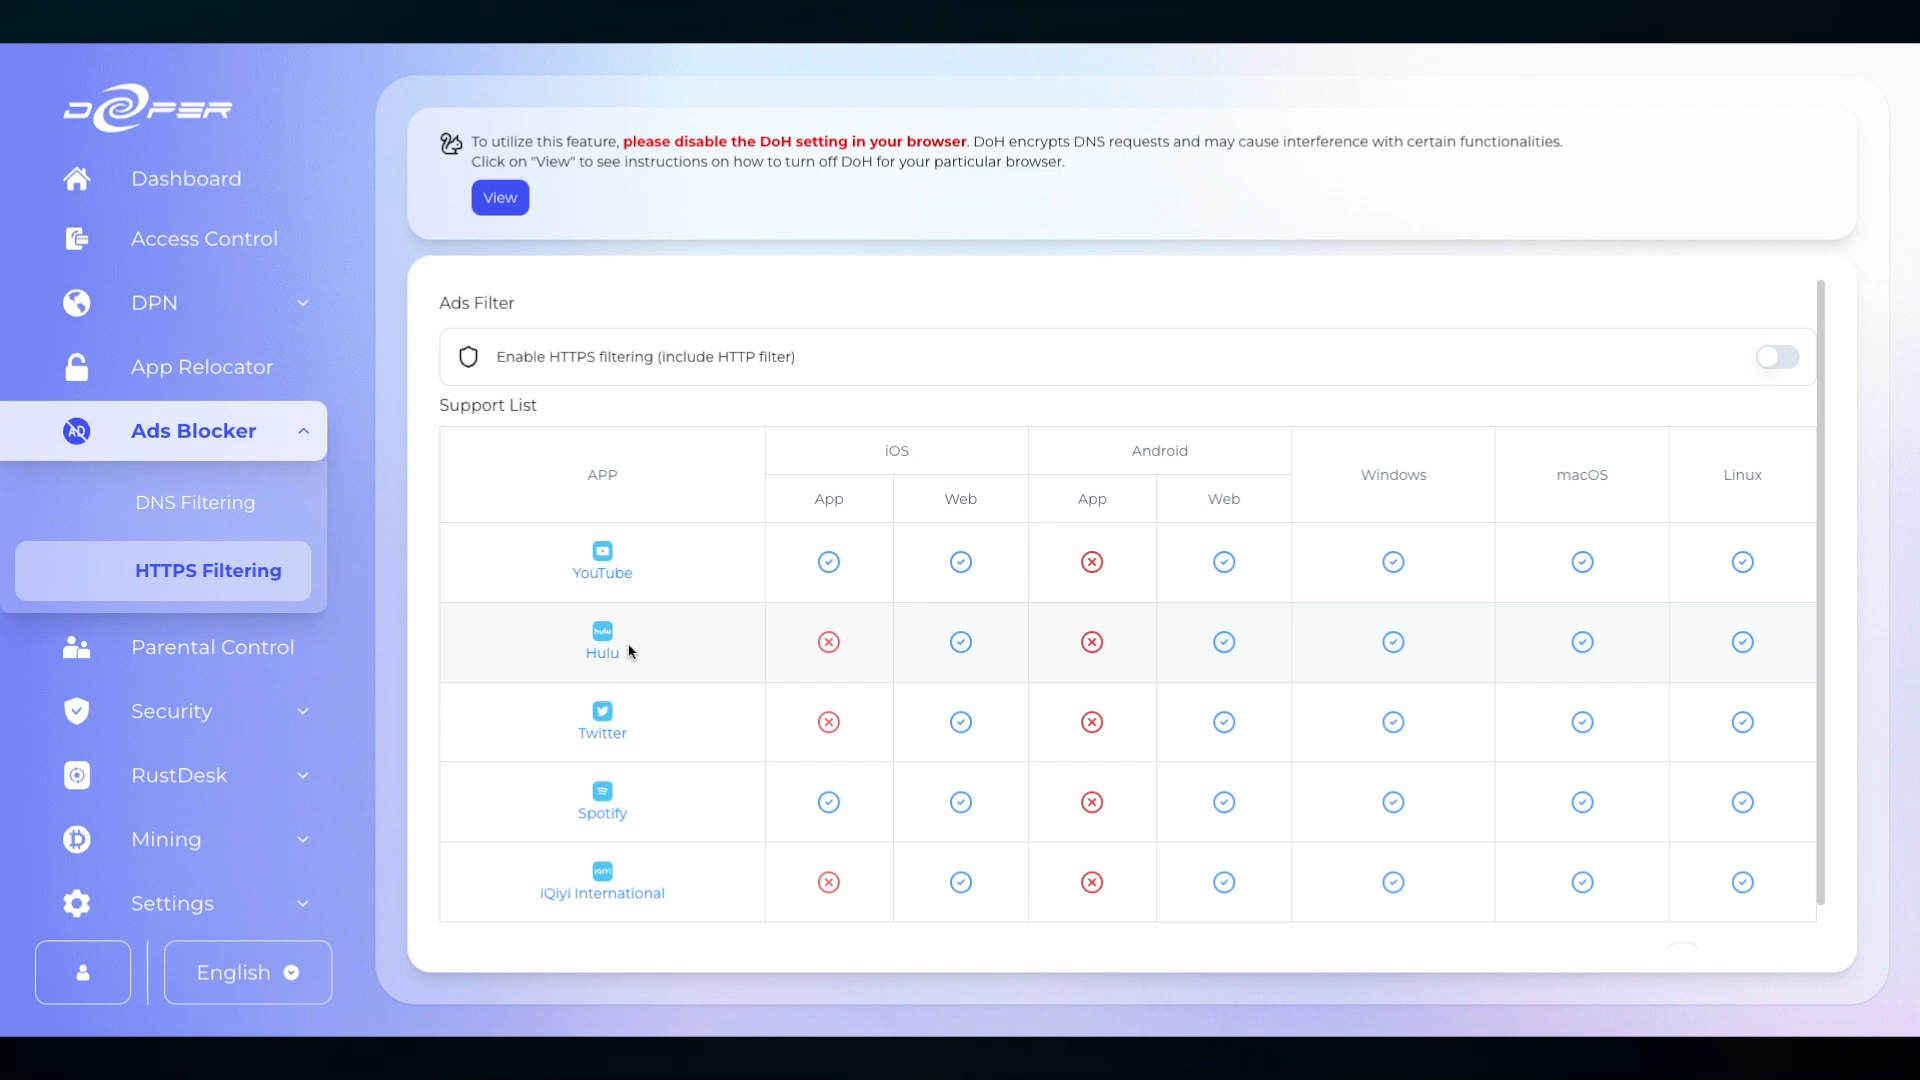 DEEPER
Dashboard
Access Control
DPN
App Relocator
AD
Ads Blocker
DNS Filtering
HTTPS Filtering
Parental Control
Security
RustDesk
Mining
Settings
English
To utilize this feature, please disable the DoH setting in your browser. DoH encrypts DNS requests and may cause interference with certain functionalities.
Click on "View" to see instructions on how to turn off DoH for your particular browser.
View
Ads Filter
Enable HTTPS filtering (include HTTP filter)
Support List
APP iOS Android Windows macOS Linux
App Web App Web
YouTube
hulu
Hulu
Twitter
Spotify
iQIYI
iQiyi International